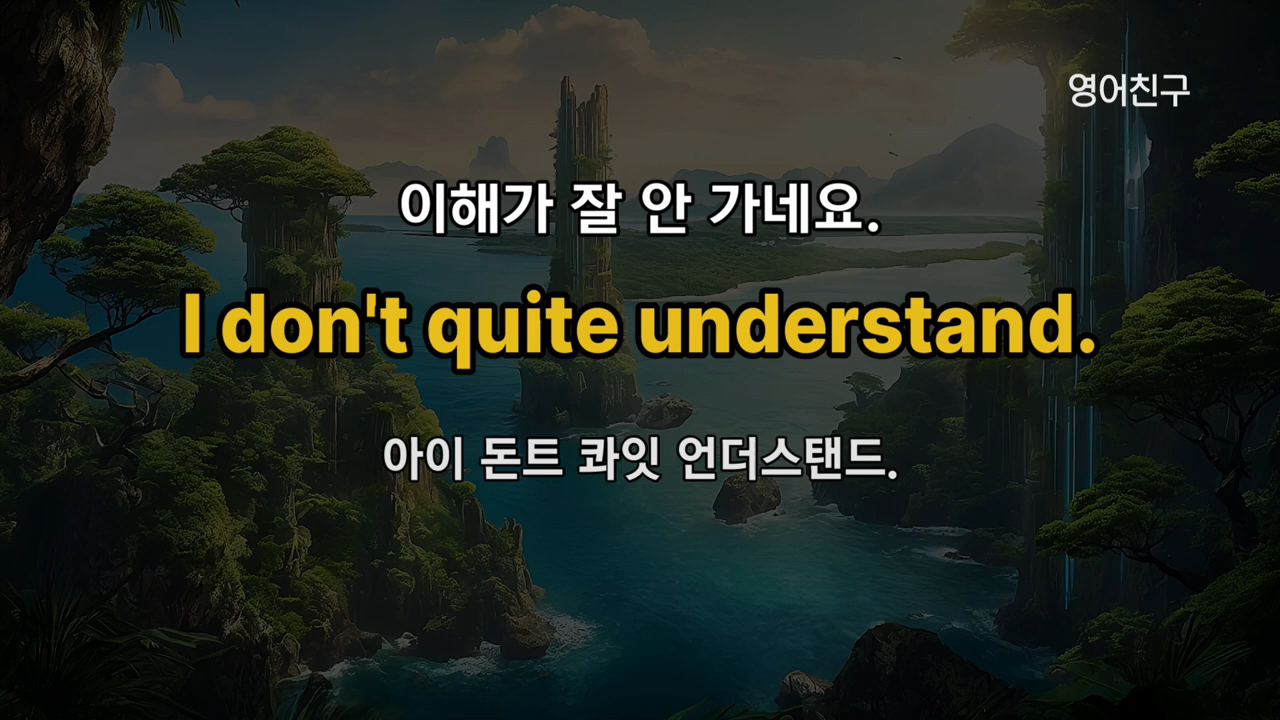 영어친구
이해가 잘 안 가네요.
I don't quite understand.
아이 돈트 콰잇 언더스탠드.